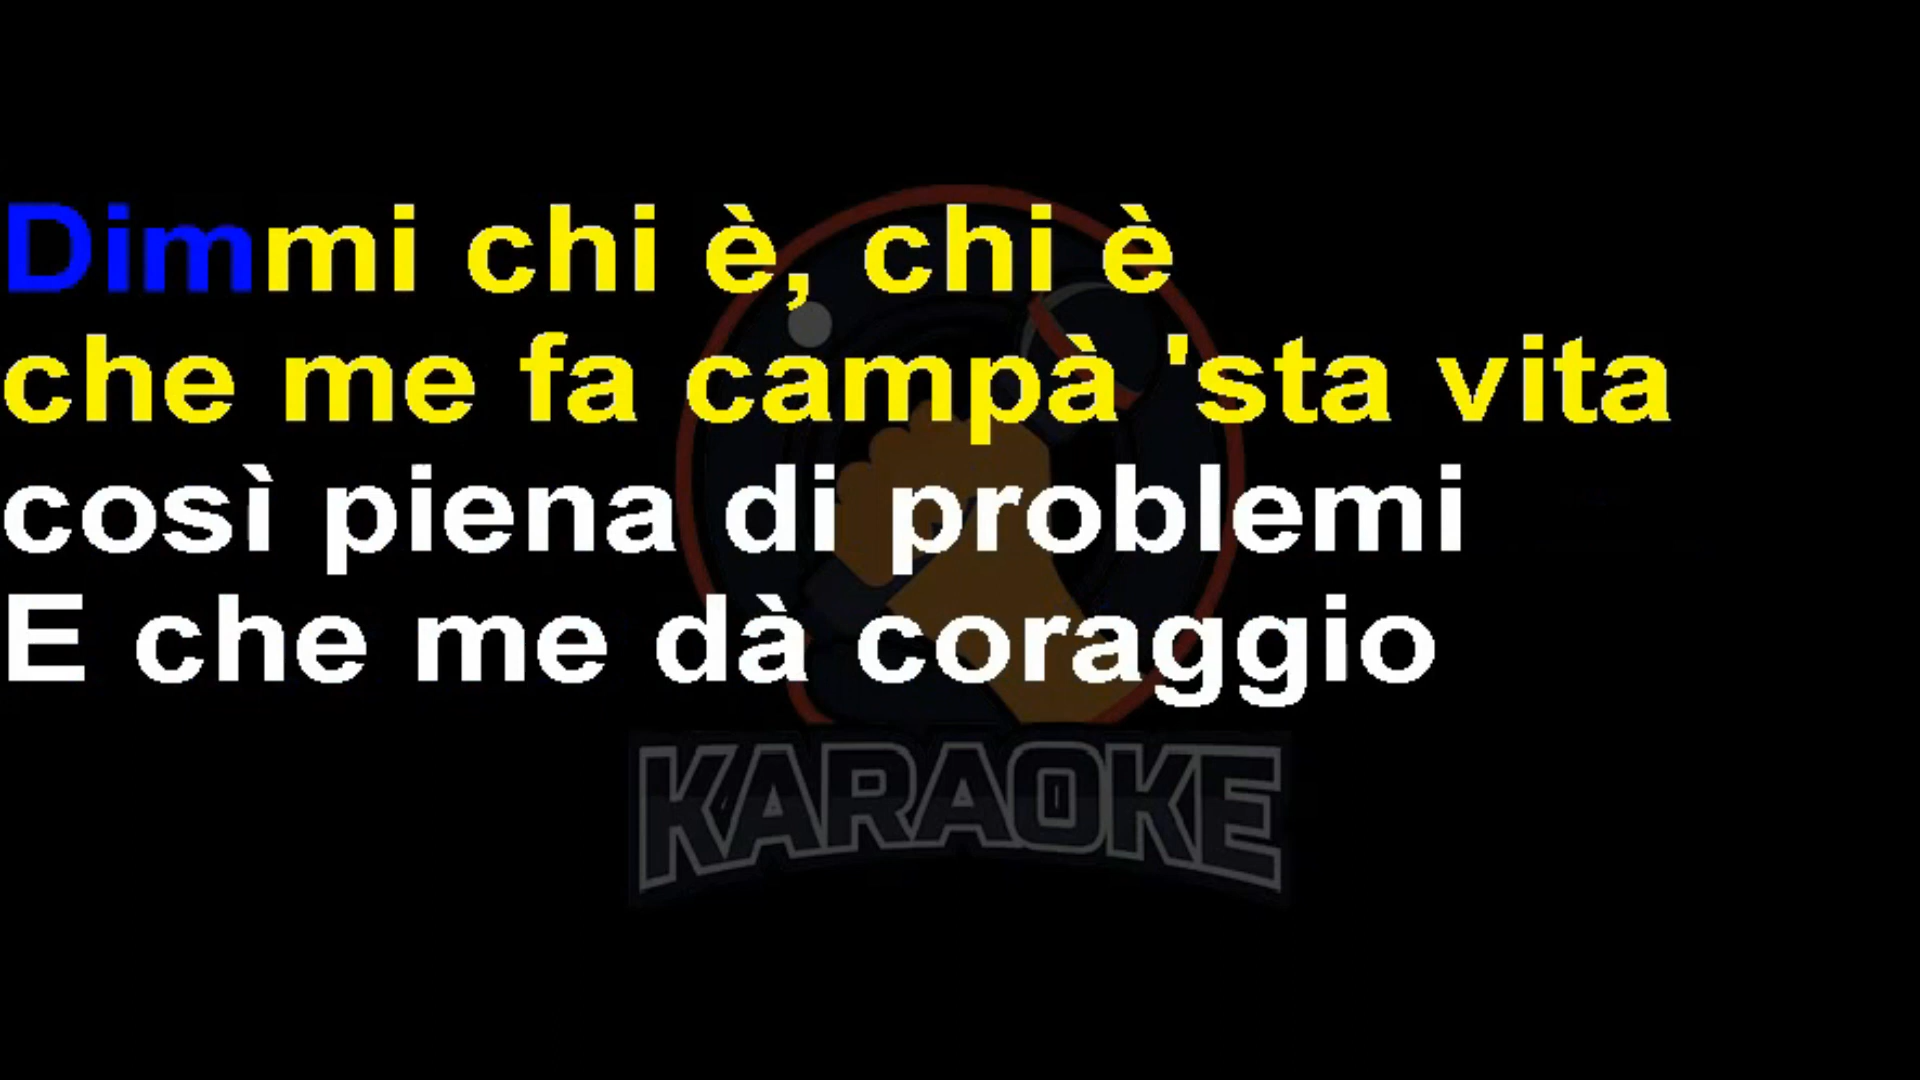 Dimmi chi è, chi è
che me fa campà 'sta vita
così piena di problemi
E che me dà coraggio
KARAOKE